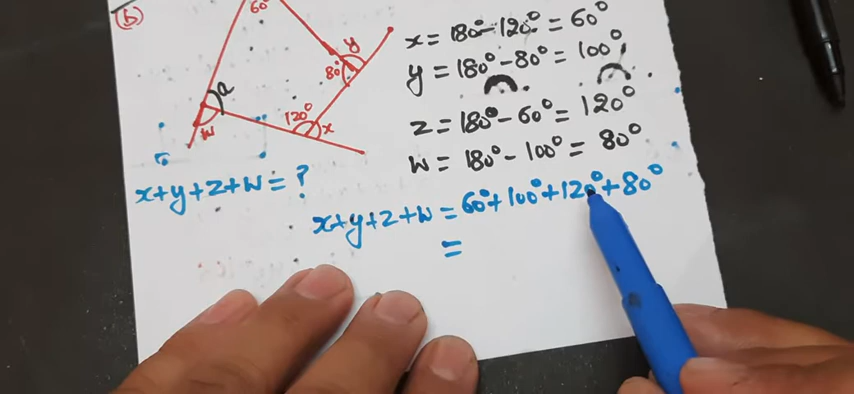 (b)
60°
y
80°
a
120°
x
w
x = 180° - 120° = 60°
y = 180° - 80° = 100°
z = 180° - 60° = 120°
w = 180° - 100° = 80°
x+y+z+w = ?
x+y+z+w = 60°+100°+120°+80°
=